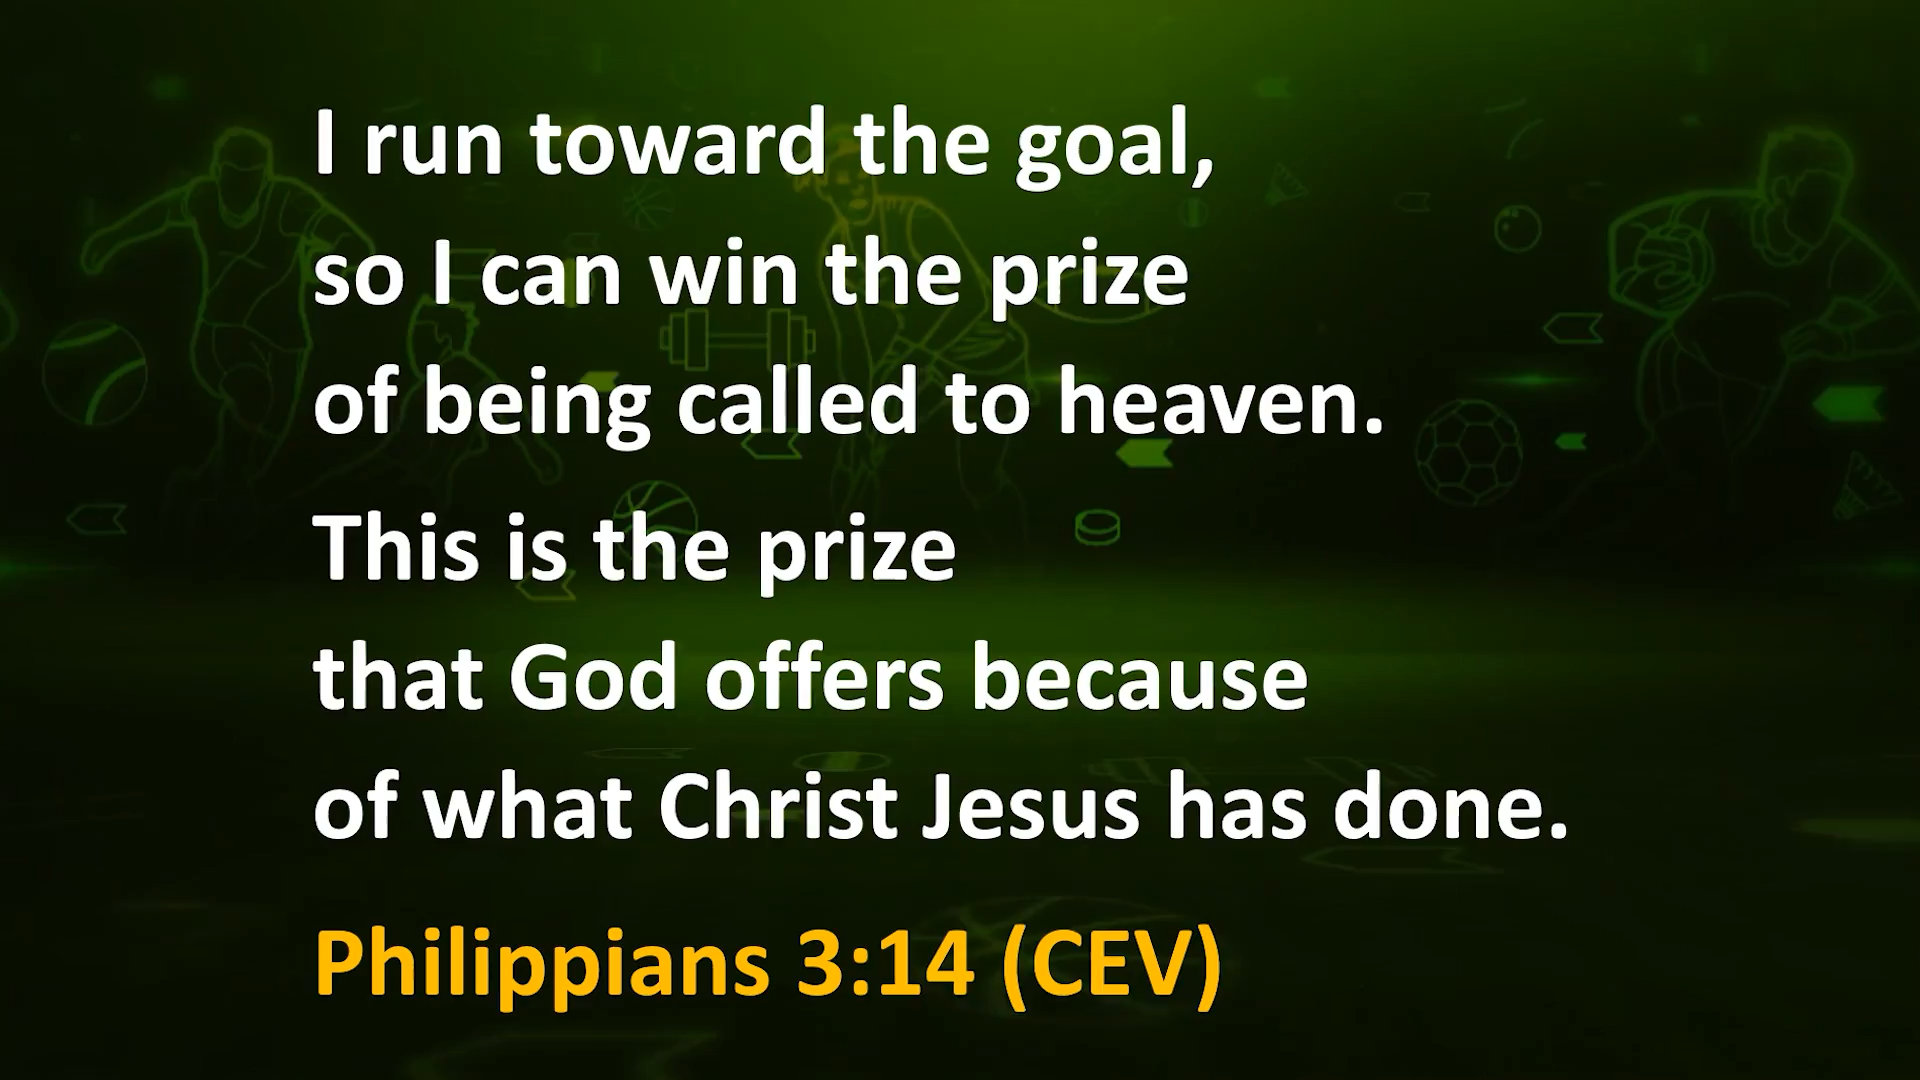 I run toward the goal,
so I can win the prize
of being called to heaven.
This is the prize
that God offers because
of what Christ Jesus has done.
Philippians 3:14 (CEV)